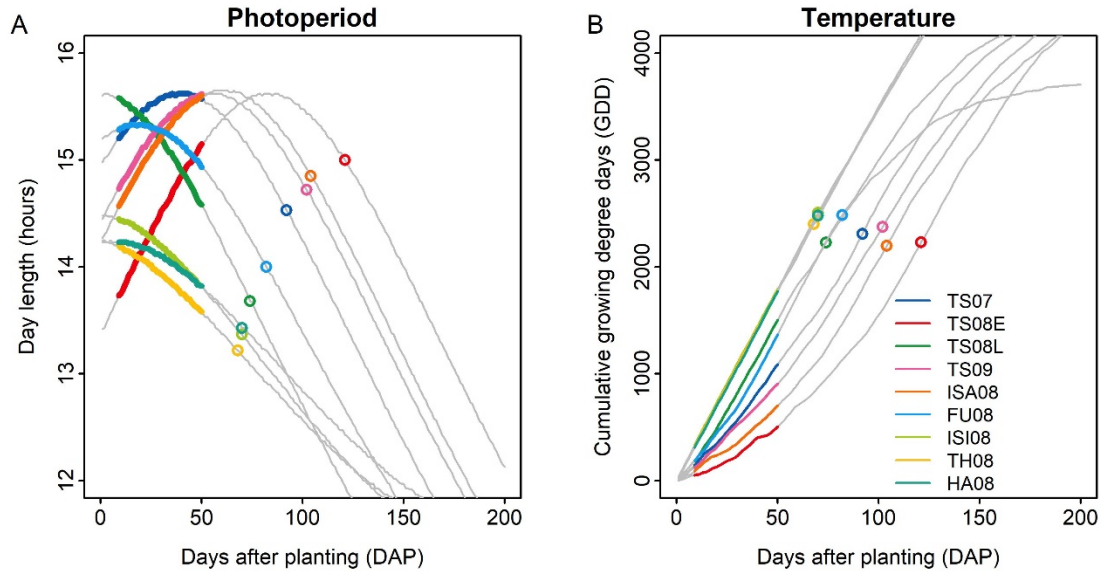 A
Photoperiod
Day length (hours)
16
15
14
13
12
0
50
100
150
200
Days after planting (DAP)
B
Temperature
Cumulative growing degree days (GDD)
4000
3000
2000
1000
0
TS07
TS08E
TS08L
TS09
ISA08
FU08
ISI08
TH08
HA08
0
50
100
150
200
Days after planting (DAP)